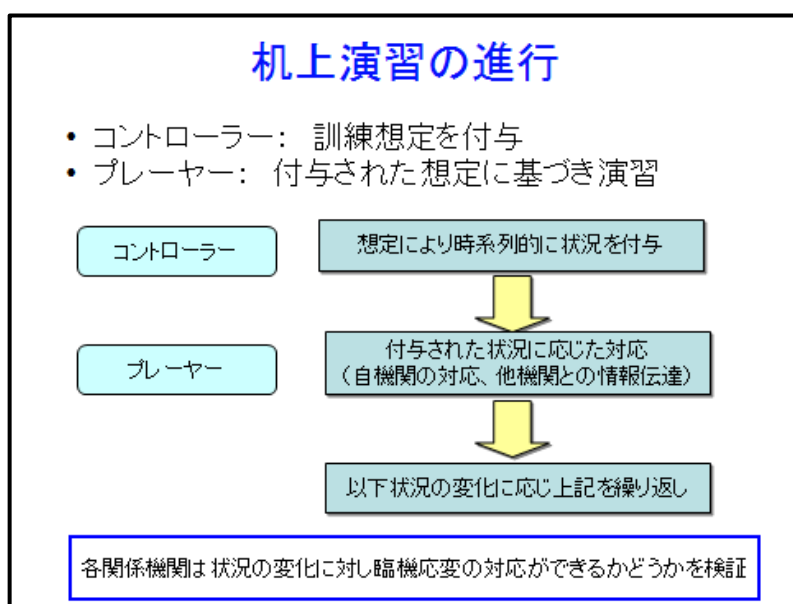 机上演習の進行
• コントローラー： 訓練想定を付与
• プレーヤー： 付与された想定に基づき演習
コントローラー
想定により時系列的に状況を付与
プレーヤー
付与された状況に応じた対応
（自機関の対応、他機関との情報伝達）
以下状況の変化に応じ上記を繰り返し
各関係機関は状況の変化に対し臨機応変の対応ができるかどうかを検証